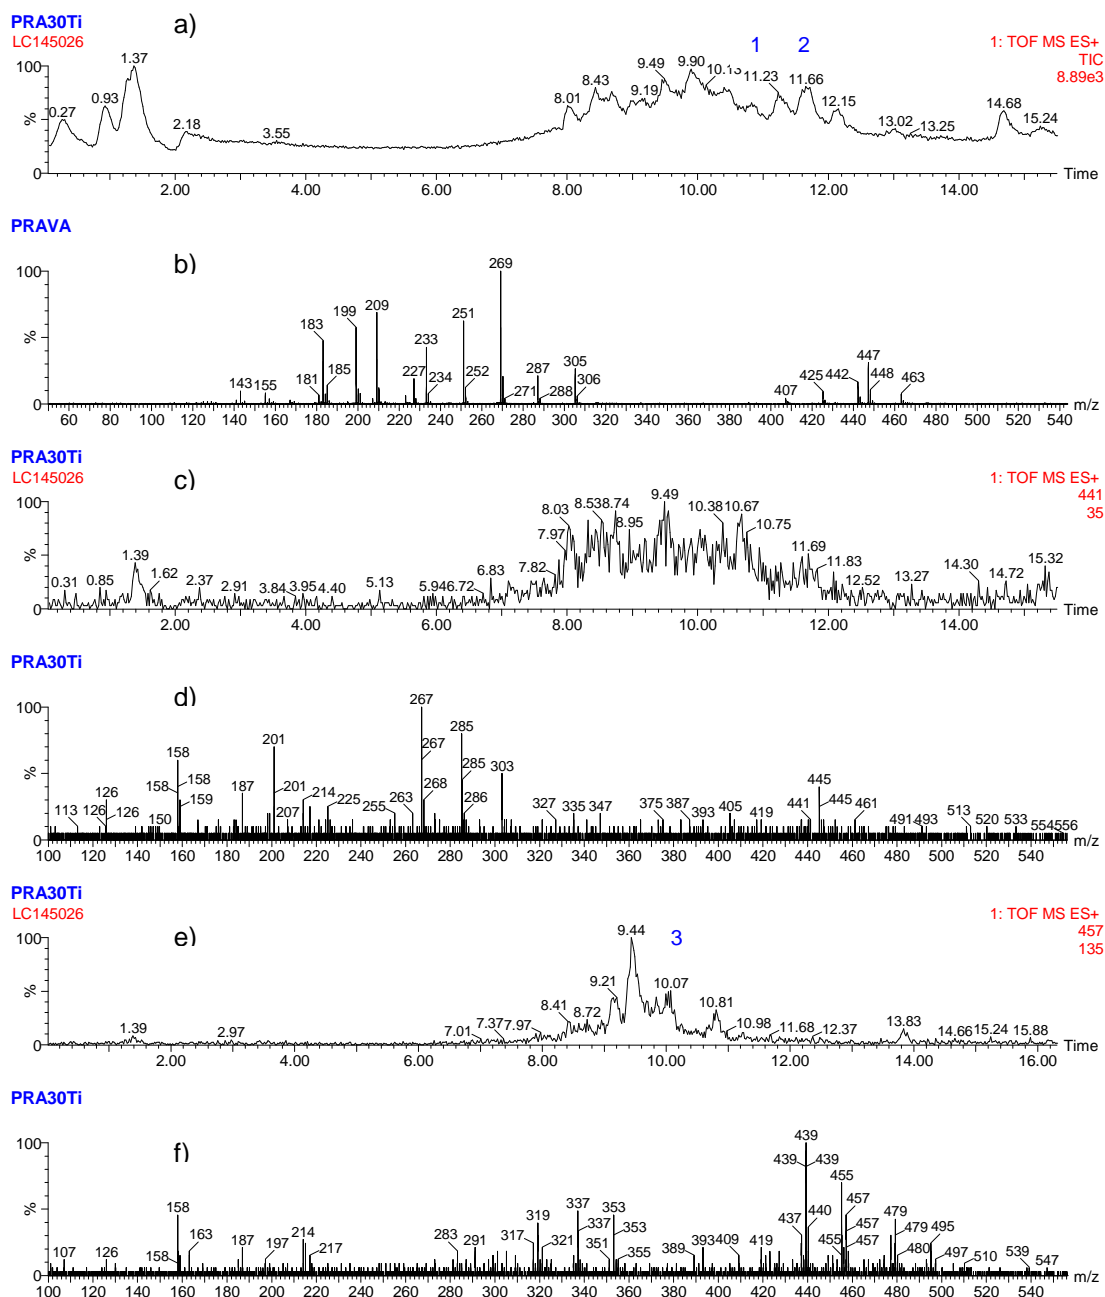 PRA30Ti
LC145026
a)
1 2
1: TOF MS ES+
TIC
8.89e3
100
%
0
0.27 0.93 1.37 2.18 3.55 8.01 8.43 9.19 9.49 9.90 11.23 11.66 12.15 13.02 13.25 14.68 15.24
2.00 4.00 6.00 8.00 10.00 12.00 14.00
Time
PRAVA
b)
100
%
0
143 155 181 183 185 199 209 227 233 234 251 252 269 271 287 288 305 306 407 425 442 447 448 463
60 80 100 120 140 160 180 200 220 240 260 280 300 320 340 360 380 400 420 440 460 480 500 520 540
m/z
PRA30Ti
LC145026
c)
1: TOF MS ES+
441
35
100
%
0
0.31 0.85 1.39 1.62 2.37 2.91 3.84 3.95 4.40 5.13 5.94 6.72 6.83 7.82 7.97 8.03 8.53 8.74 8.95 9.49 10.38 10.67 10.75 11.69 11.83 12.52 13.27 14.30 14.72 15.32
2.00 4.00 6.00 8.00 10.00 12.00 14.00
Time
PRA30Ti
d)
100
%
0
113 126 126 126 150 158 158 158 159 187 201 201 207 214 225 255 263 267 267 268 285 285 286 303 327 335 347 375 387 393 405 419 441 445 445 461 491 493 513 520 533 554 556
100 120 140 160 180 200 220 240 260 280 300 320 340 360 380 400 420 440 460 480 500 520 540
m/z
PRA30Ti
LC145026
e)
3
1: TOF MS ES+
457
135
100
%
0
1.39 2.97 7.01 7.37 7.97 8.41 8.72 9.21 9.44 10.07 10.81 10.98 11.68 12.37 13.83 14.66 15.24 15.88
2.00 4.00 6.00 8.00 10.00 12.00 14.00 16.00
Time
PRA30Ti
f)
100
%
0
107 126 158 158 163 187 197 214 217 283 291 317 319 321 337 337 351 353 353 355 389 393 409 419 437 439 439 439 440 455 455 457 457 457 479 479 480 495 497 510 539 547
100 120 140 160 180 200 220 240 260 280 300 320 340 360 380 400 420 440 460 480 500 520 540
m/z